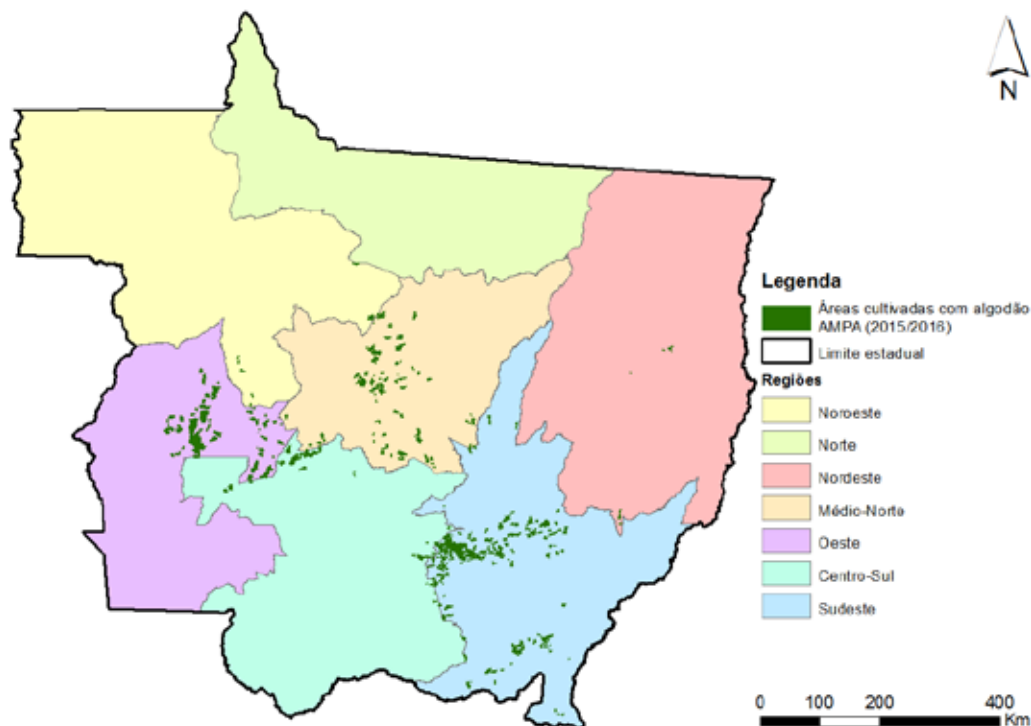 N
Legenda
Áreas cultivadas com algodão
AMPA (2015/2016)
Limite estadual
Regiões
Noroeste
Norte
Nordeste
Médio-Norte
Oeste
Centro-Sul
Sudeste
0 100 200 400
Km